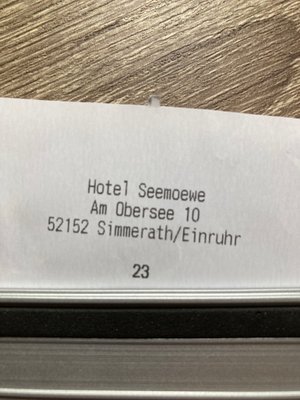 Hotel Seemoewe
Am Obersee 10
52152 Simmerath/Einruhr
23